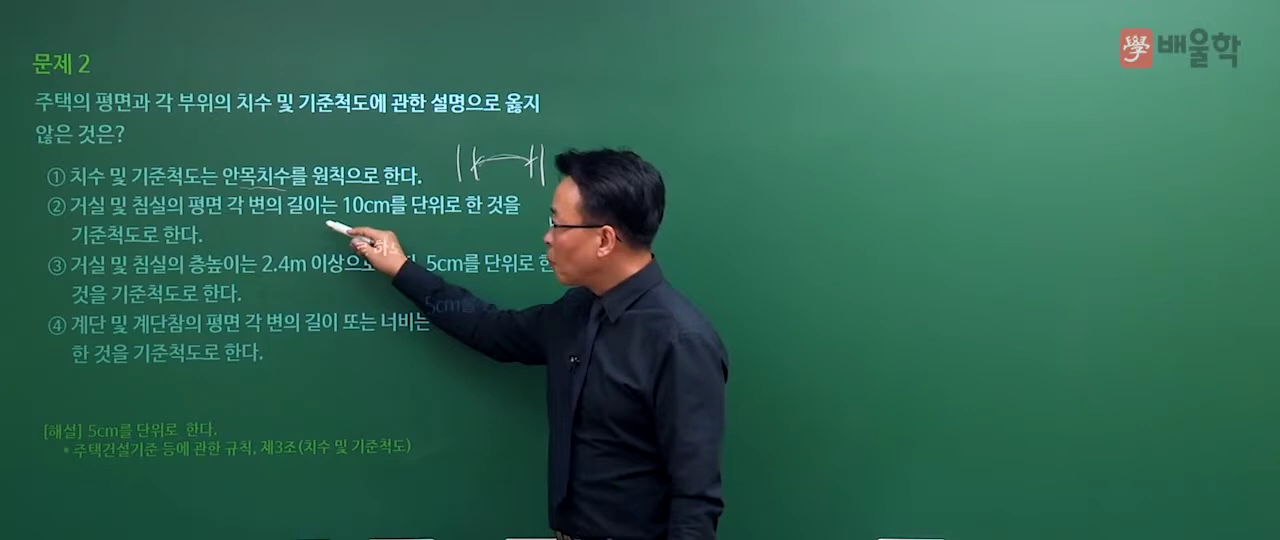 學 배울학
문제 2
주택의 평면과 각 부위의 치수 및 기준척도에 관한 설명으로 옳지
않은 것은?
① 치수 및 기준척도는 안목치수를 원칙으로 한다.
② 거실 및 침실의 평면 각 변의 길이는 10cm를 단위로 한 것을
기준척도로 한다.
③ 거실 및 침실의 층높이는 2.4m 이상으로 5cm를 단위로 한
것을 기준척도로 한다.
④ 계단 및 계단참의 평면 각 변의 길이 또는 너비는 5cm를
한 것을 기준척도로 한다.
[해설] 5cm를 단위로 한다.
* 주택건설기준 등에 관한 규칙, 제3조(치수 및 기준척도)